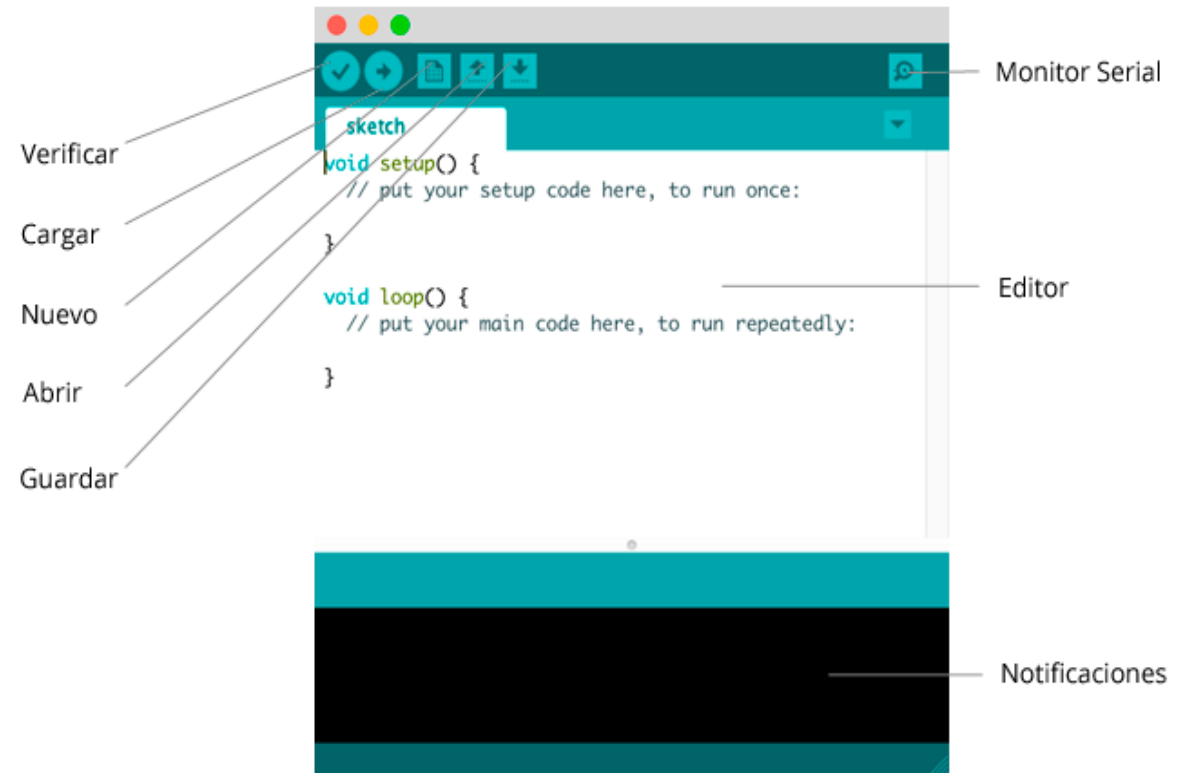 Verificar
Cargar
Nuevo
Abrir
Guardar
sketch
void setup() {
// put your setup code here, to run once:
}
void loop() {
// put your main code here, to run repeatedly:
}
Monitor Serial
Editor
Notificaciones